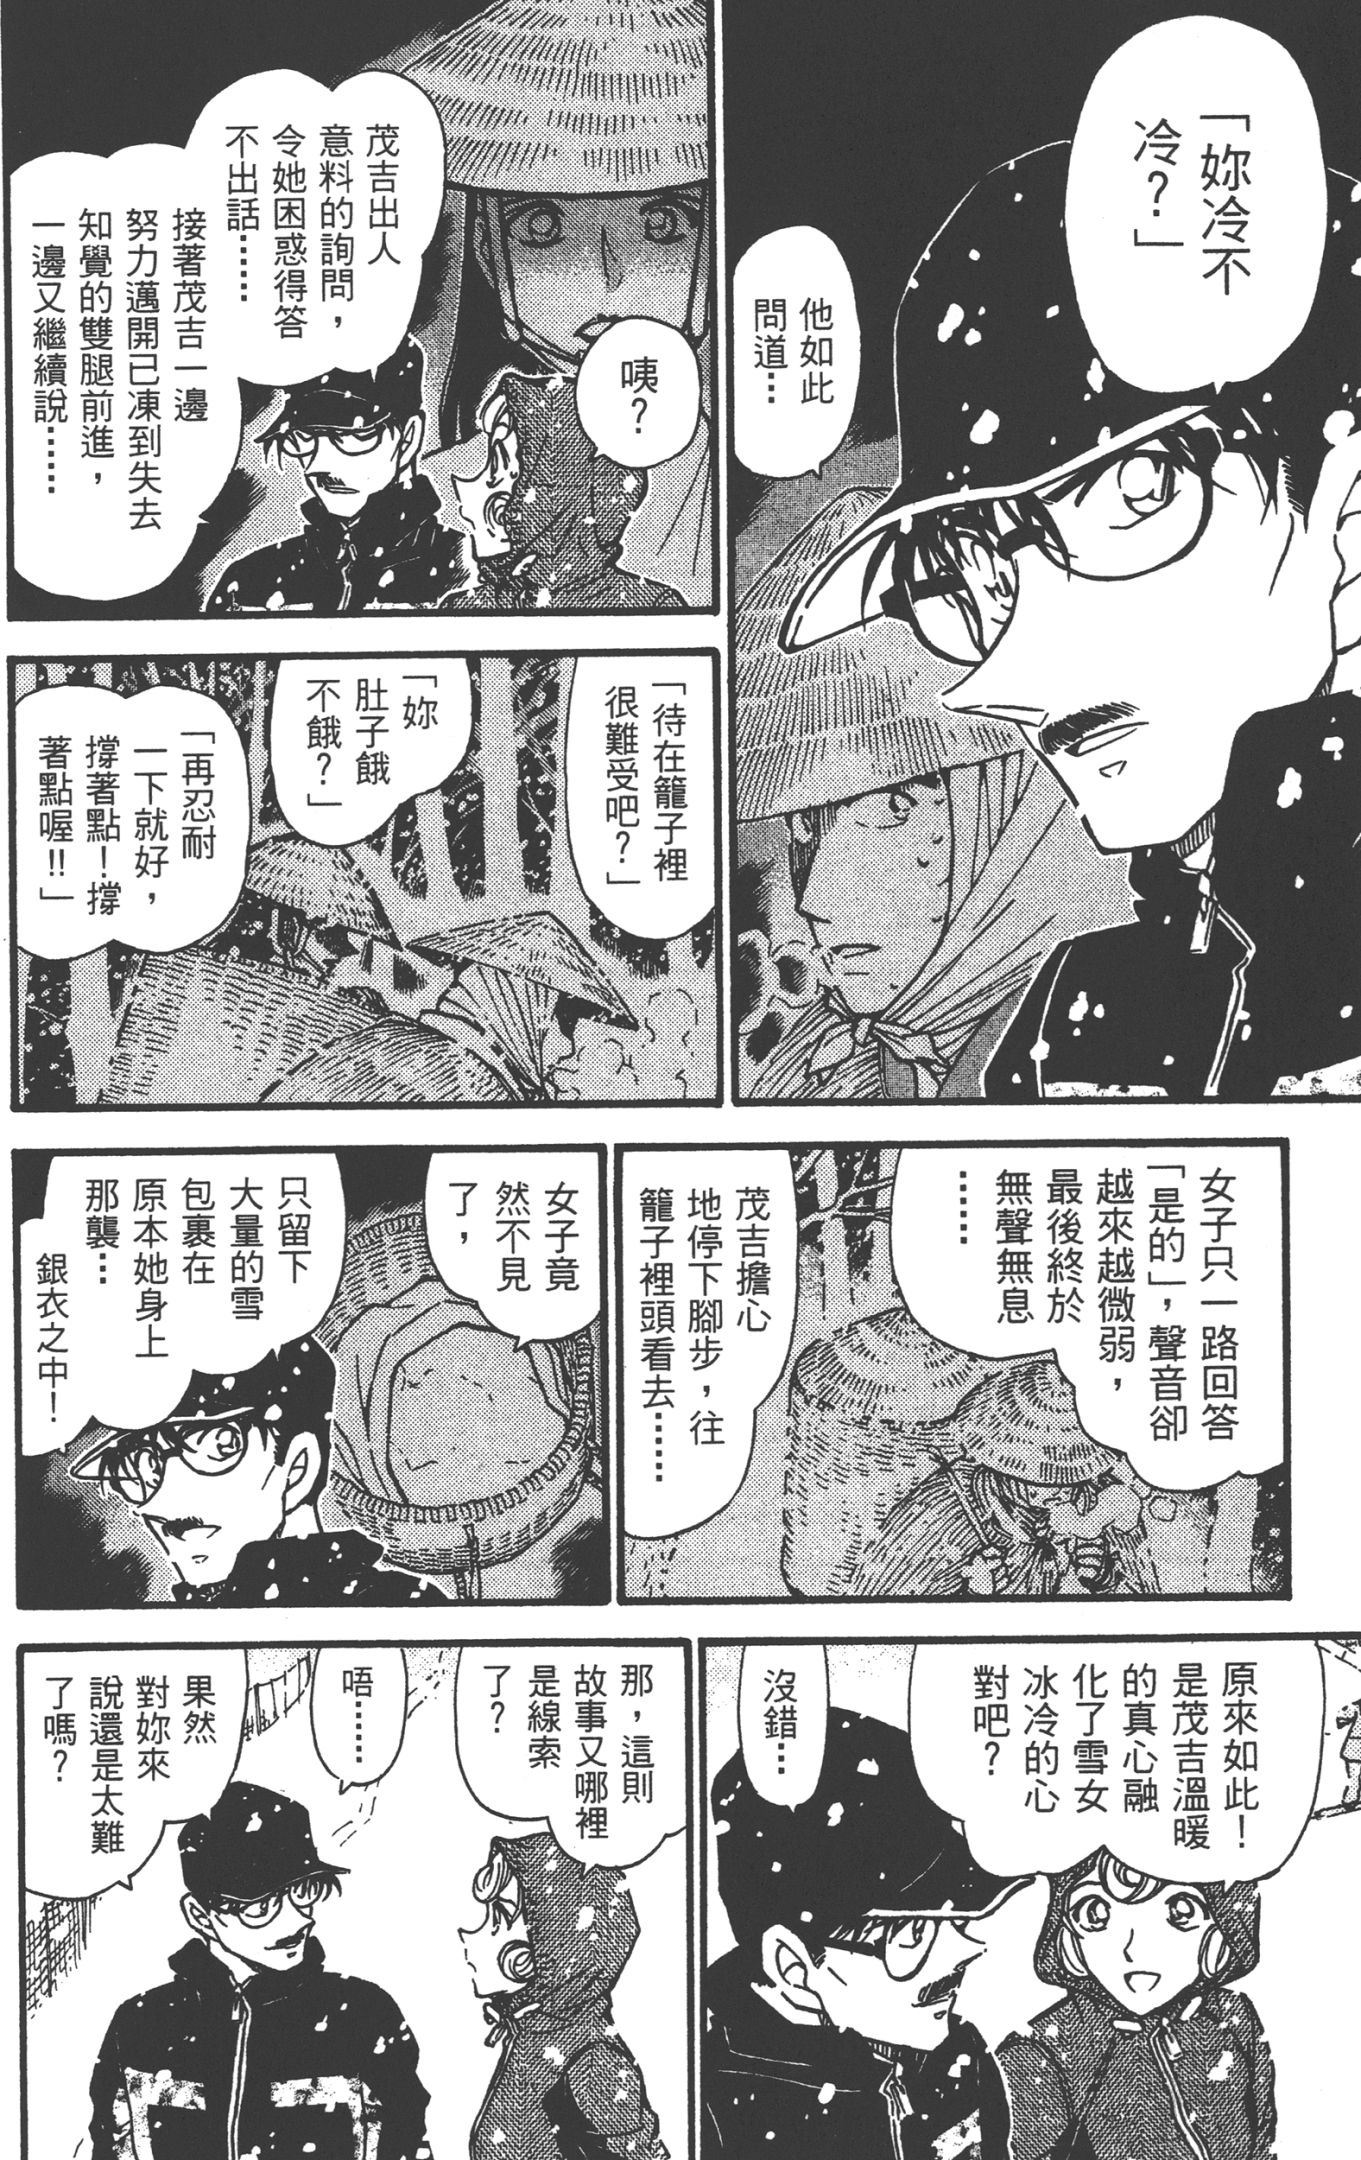 「妳冷不
冷？」
他如此
問道…
咦？
茂吉出人
意料的詢問，
令她困惑得答
不出話……
接著茂吉一邊
努力邁開已凍到失去
知覺的雙腿前進，
一邊又繼續說……
「待在籠子裡
很難受吧？」
「妳
肚子餓
不餓？」
「再忍耐
一下就好，
撐著點！撐
著點喔!!」
女子只一路回答
「是的」，聲音卻
越來越微弱，
最後終於
無聲無息
……
茂吉擔心
地停下腳步，往
籠子裡頭看去……
女子竟
然不見
了，
只留下
大量的雪
包裹在
原本她身上
那襲…
銀衣之中！
原來如此！
是茂吉溫暖
的真心融
化了雪女
冰冷的心
對吧？
沒錯…
那，這則
故事又哪裡
是線索
了？
唔……
果然
對妳來
說還是太難
了嗎？